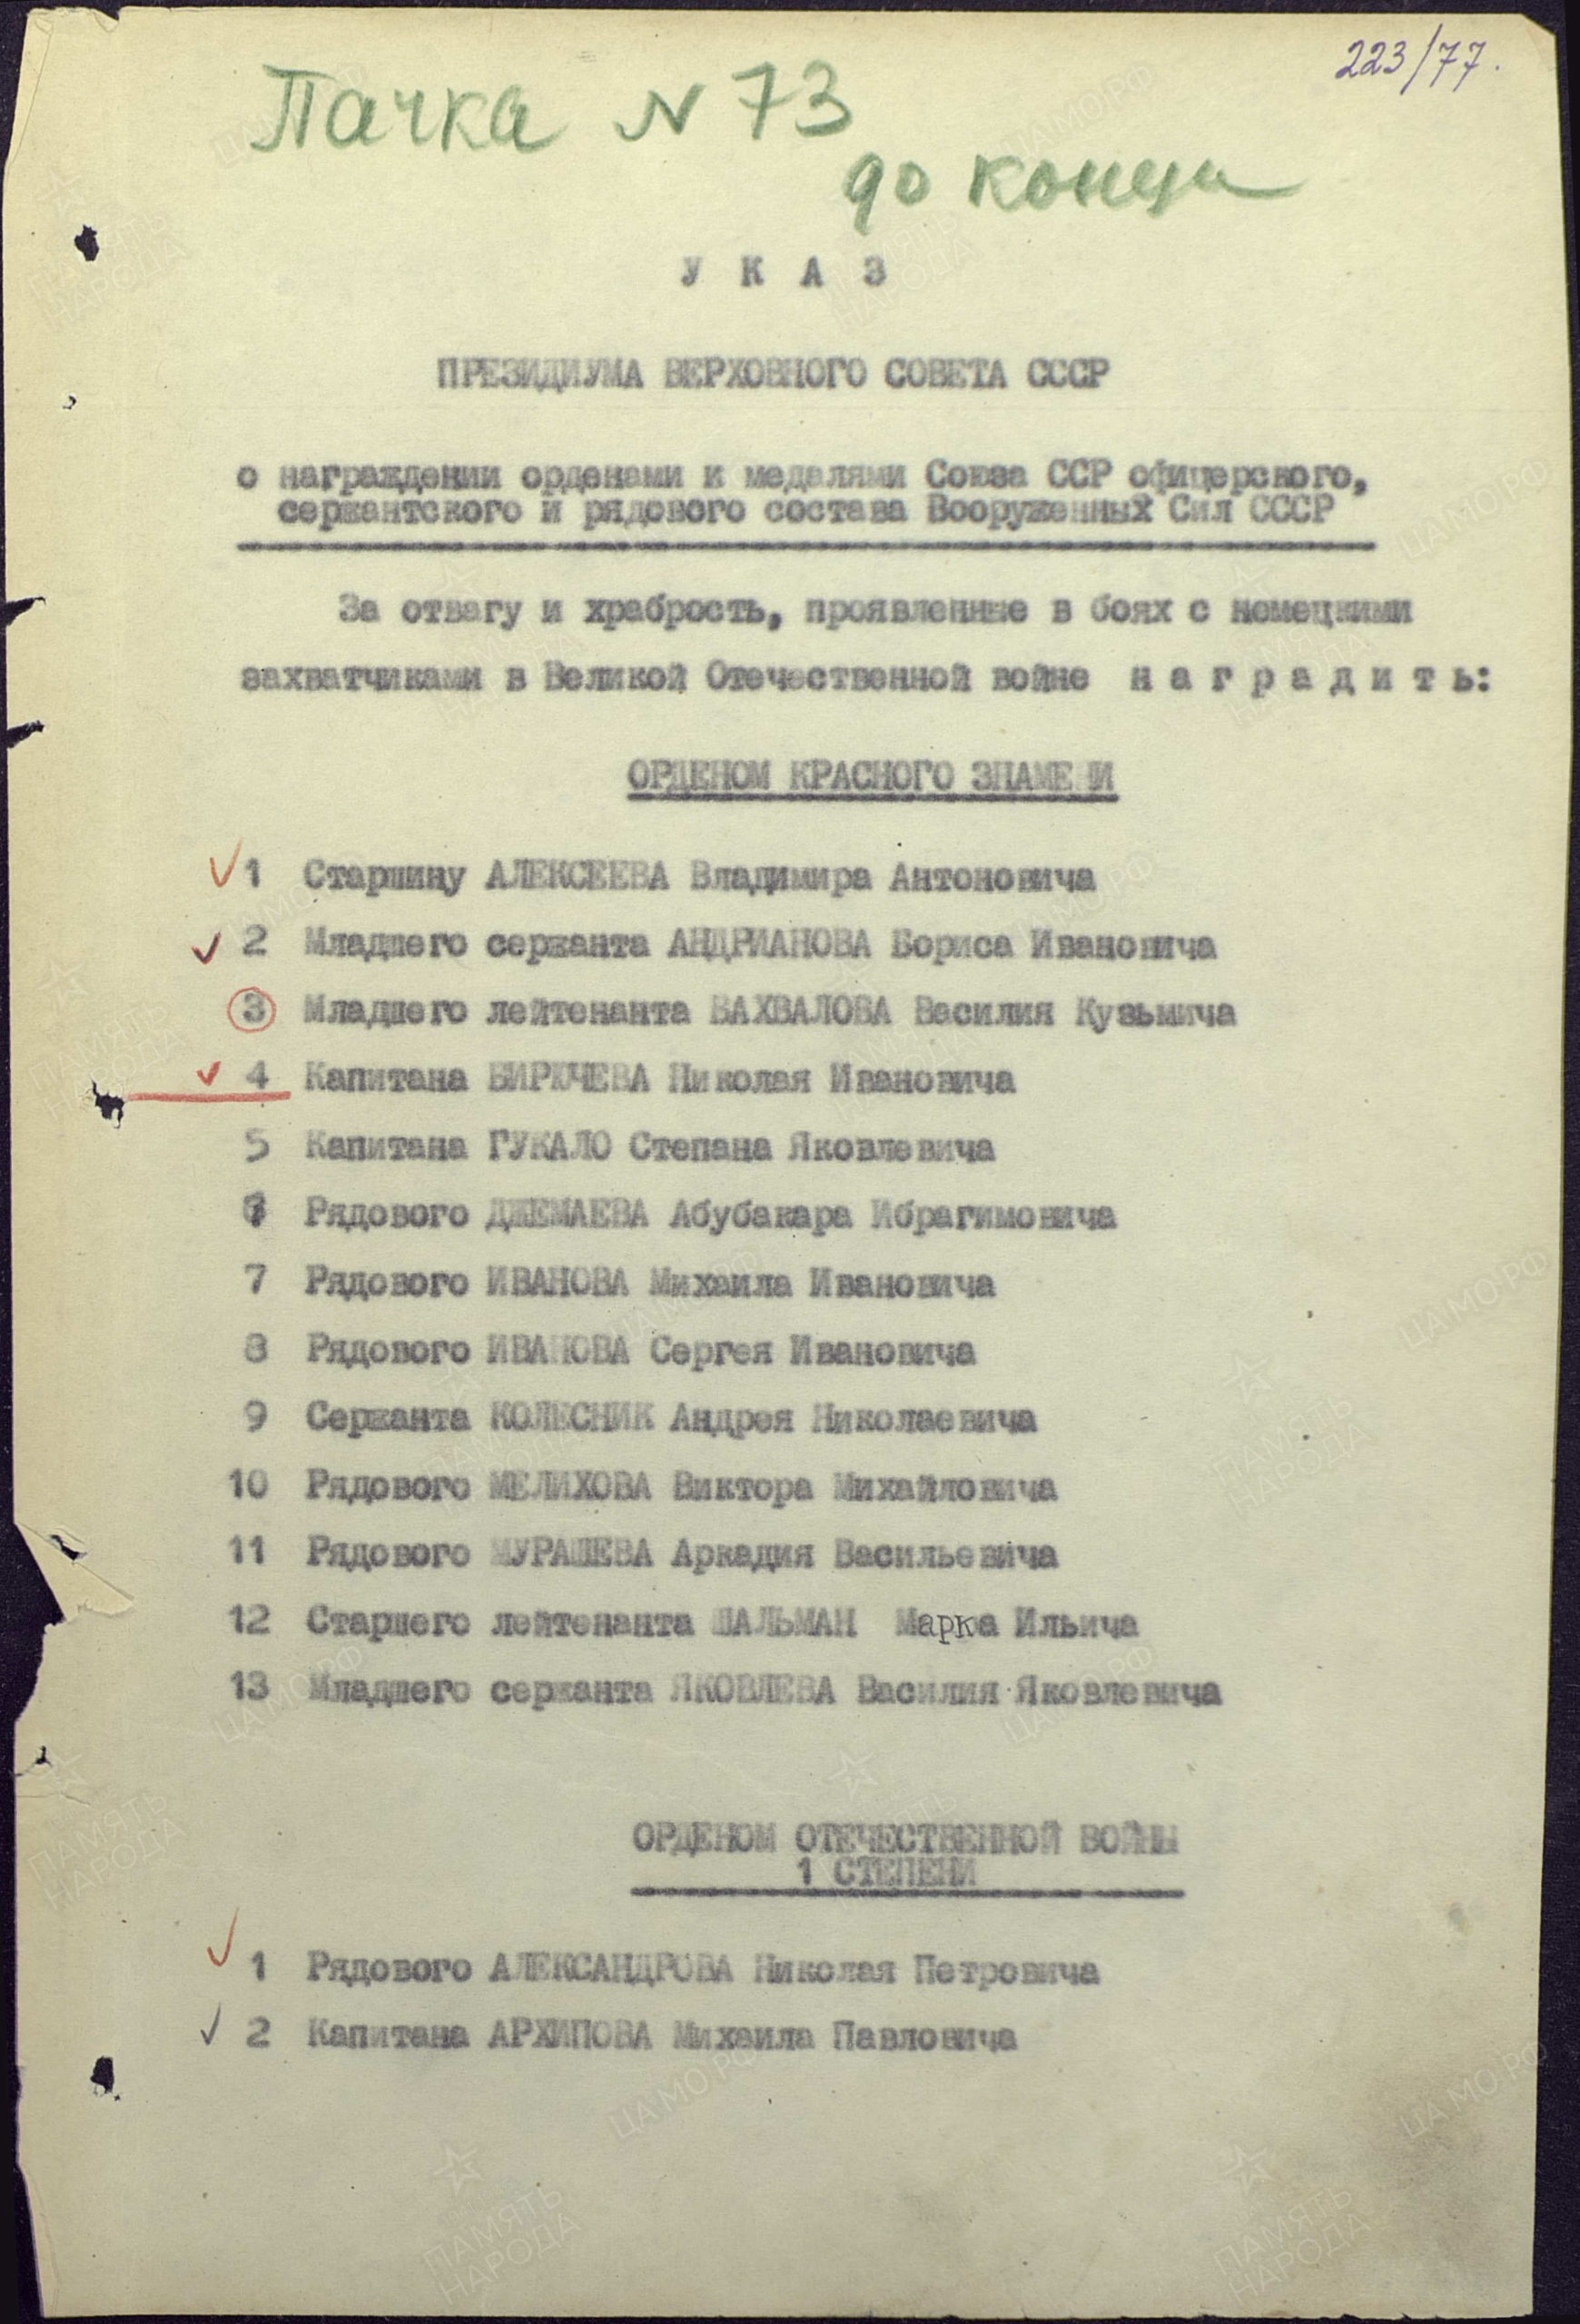 223/77.
Пачка N 73
до конца
У К А З
ПРЕЗИДИУМА ВЕРХОВНОГО СОВЕТА СССР
о награждении орденами и медалями Союза ССР офицерского,
сержантского и рядового состава Вооруженных Сил СССР
За отвагу и храбрость, проявленные в боях с немецкими
захватчиками в Великой Отечественной войне н а г р а д и т ь:
ОРДЕНОМ КРАСНОГО ЗНАМЕНИ
1 Старшину АЛЕКСЕЕВА Владимира Антоновича
2 Младшего сержанта АНДРИАНОВА Бориса Ивановича
3 Младшего лейтенанта ВАХВАЛОВА Василия Кузьмича
4 Капитана БИРЮЧЕВА Николая Ивановича
5 Капитана ГУКАЛО Степана Яковлевича
6 Рядового ДЖЕМАЕВА Абубакара Ибрагимовича
7 Рядового ИВАНОВА Михаила Ивановича
8 Рядового ИВАНОВА Сергея Ивановича
9 Сержанта КОЛЕСНИК Андрея Николаевича
10 Рядового МЕЛИХОВА Виктора Михайловича
11 Рядового МУРАШЕВА Аркадия Васильевича
12 Старшего лейтенанта ШАЛЬМАН Марка Ильича
13 Младшего сержанта ЯКОВЛЕВА Василия Яковлевича
ОРДЕНОМ ОТЕЧЕСТВЕННОЙ ВОЙНЫ
1 СТЕПЕНИ
1 Рядового АЛЕКСАНДРОВА Николая Петровича
2 Капитана АРХИПОВА Михаила Павловича